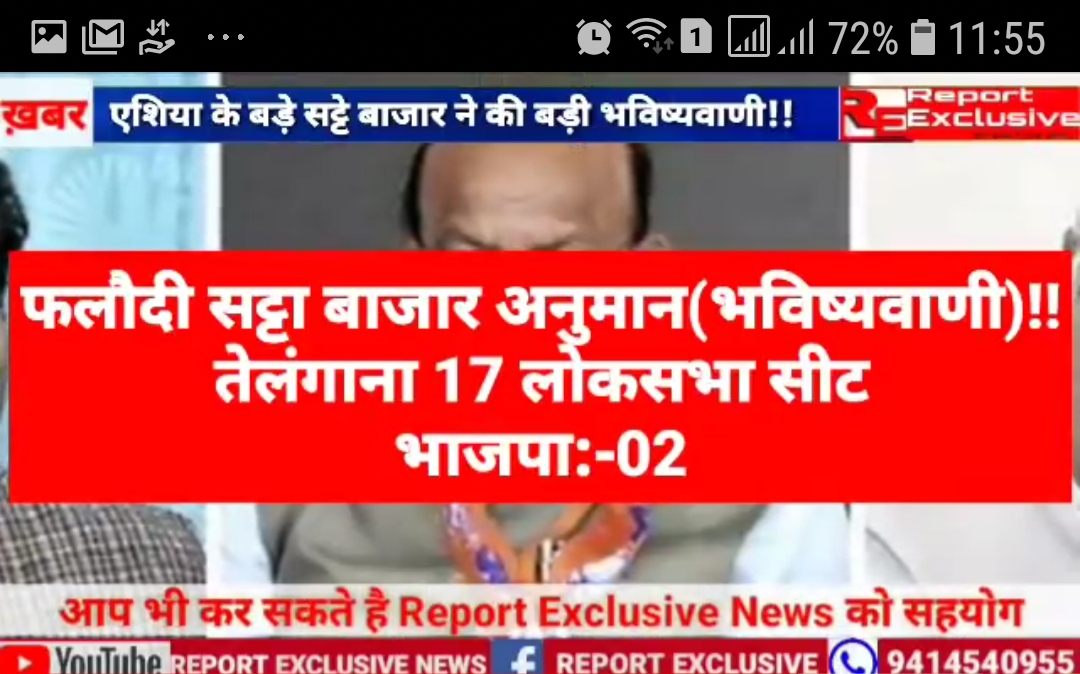 72% 11:55
ख़बर एशिया के बड़े सट्टे बाजार ने की बड़ी भविष्यवाणी!! Report
Exclusive
फलौदी सट्टा बाजार अनुमान(भविष्यवाणी)!!
तेलंगाना 17 लोकसभा सीट
भाजपा:-02
आप भी कर सकते है Report Exclusive News को सहयोग
YouTube REPORT EXCLUSIVE NEWS f REPORT EXCLUSIVE 9414540955